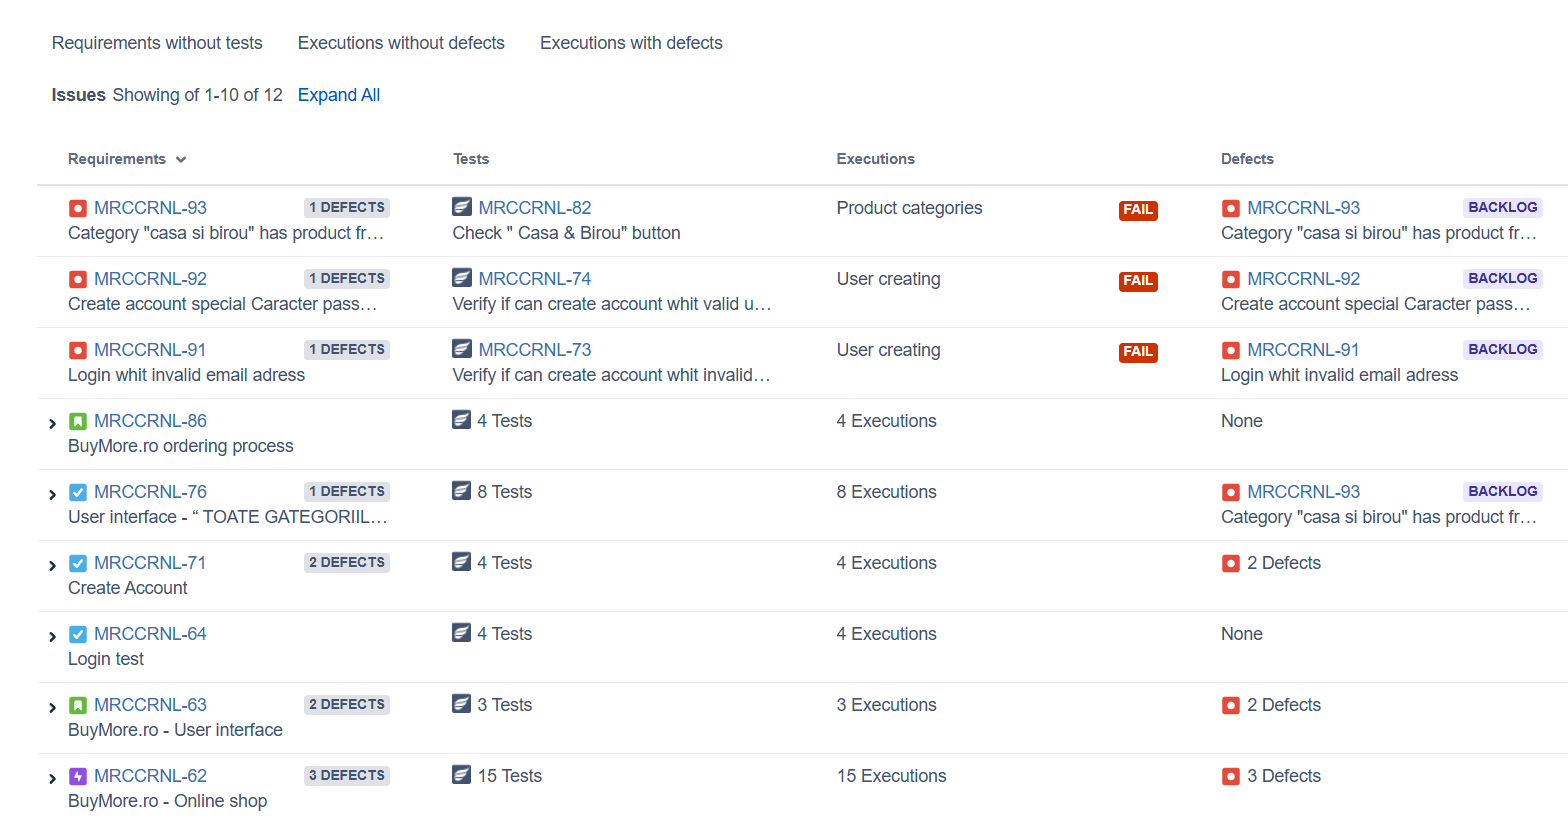 Requirements without tests Executions without defects Executions with defects
Issues Showing of 1-10 of 12 Expand All
Requirements Tests Executions Defects
MRCCRNL-93 1 DEFECTS MRCCRNL-82 Product categories FAIL MRCCRNL-93 BACKLOG
Category "casa si birou" has product fr... Check " Casa & Birou" button Category "casa si birou" has product fr...
MRCCRNL-92 1 DEFECTS MRCCRNL-74 User creating FAIL MRCCRNL-92 BACKLOG
Create account special Caracter pass... Verify if can create account whit valid u... Create account special Caracter pass...
MRCCRNL-91 1 DEFECTS MRCCRNL-73 User creating FAIL MRCCRNL-91 BACKLOG
Login whit invalid email adress Verify if can create account whit invalid... Login whit invalid email adress
MRCCRNL-86 4 Tests 4 Executions None
BuyMore.ro ordering process
MRCCRNL-76 1 DEFECTS 8 Tests 8 Executions MRCCRNL-93 BACKLOG
User interface - “ TOATE GATEGORIIL... Category "casa si birou" has product fr...
MRCCRNL-71 2 DEFECTS 4 Tests 4 Executions 2 Defects
Create Account
MRCCRNL-64 4 Tests 4 Executions None
Login test
MRCCRNL-63 2 DEFECTS 3 Tests 3 Executions 2 Defects
BuyMore.ro - User interface
MRCCRNL-62 3 DEFECTS 15 Tests 15 Executions 3 Defects
BuyMore.ro - Online shop